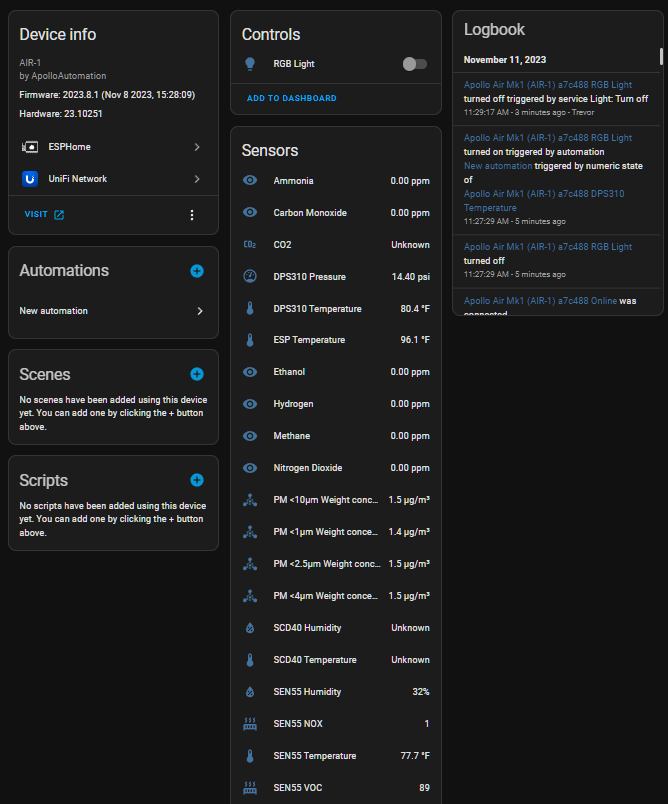 Device info
AIR-1
by ApolloAutomation
Firmware: 2023.8.1 (Nov 8 2023, 15:28:09)
Hardware: 23.10251
ESPHome
UniFi Network
VISIT
Automations
New automation
Scenes
No scenes have been added using this device
yet. You can add one by clicking the + button
above.
Scripts
No scripts have been added using this device
yet. You can add one by clicking the + button
above.
Controls
RGB Light
ADD TO DASHBOARD
Sensors
Ammonia 0.00 ppm
Carbon Monoxide 0.00 ppm
CO2 CO2 Unknown
DPS310 Pressure 14.40 psi
DPS310 Temperature 80.4 °F
ESP Temperature 96.1 °F
Ethanol 0.00 ppm
Hydrogen 0.00 ppm
Methane 0.00 ppm
Nitrogen Dioxide 0.00 ppm
PM <10µm Weight conc... 1.5 µg/m³
PM <1µm Weight conce... 1.4 µg/m³
PM <2.5µm Weight conc... 1.5 µg/m³
PM <4µm Weight conce... 1.5 µg/m³
SCD40 Humidity Unknown
SCD40 Temperature Unknown
SEN55 Humidity 32%
SEN55 NOX 1
SEN55 Temperature 77.7 °F
SEN55 VOC 89
Logbook
November 11, 2023
Apollo Air Mk1 (AIR-1) a7c488 RGB Light
turned off triggered by service Light: Turn off
11:29:17 AM - 3 minutes ago - Trevor
Apollo Air Mk1 (AIR-1) a7c488 RGB Light
turned on triggered by automation
New automation triggered by numeric state
of
Apollo Air Mk1 (AIR-1) a7c488 DPS310
Temperature
11:27:29 AM - 5 minutes ago
Apollo Air Mk1 (AIR-1) a7c488 RGB Light
turned off
11:27:29 AM - 5 minutes ago
Apollo Air Mk1 (AIR-1) a7c488 Online was
connected